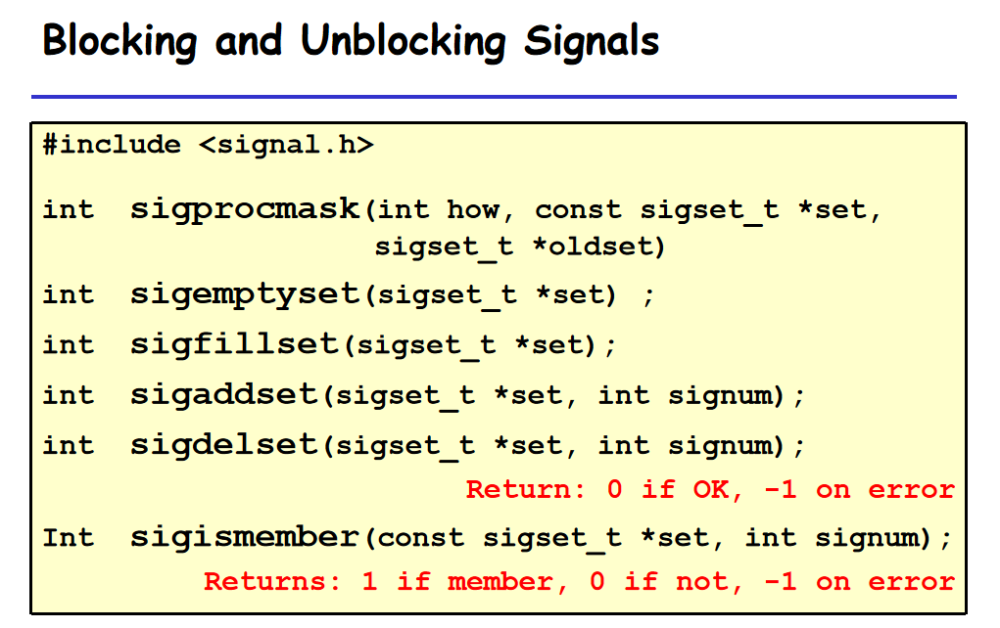 Blocking and Unblocking Signals
#include <signal.h>
int sigprocmask(int how, const sigset_t *set,
sigset_t *oldset)
int sigemptyset(sigset_t *set) ;
int sigfillset(sigset_t *set);
int sigaddset(sigset_t *set, int signum);
int sigdelset(sigset_t *set, int signum);
Return: 0 if OK, -1 on error
Int sigismember(const sigset_t *set, int signum);
Returns: 1 if member, 0 if not, -1 on error